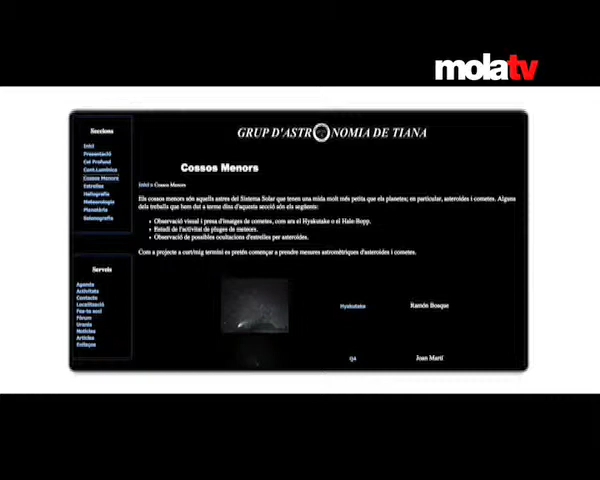 molatv
GRUP D'ASTRONOMIA DE TIANA
Seccions
Inici
Presentació
Cel Profund
Cont.Lumínica
Cossos Menors
Estrelles
Heliografia
Meteorologia
Planetària
Selenografia
Serveis
Agenda
Activitats
Contacte
Localització
Fes-te soci
Fòrum
Urania
Notícies
Articles
Enllaços
Cossos Menors
Inici > Cossos Menors
Els cossos menors són aquells astres del Sistema Solar que tenen una mida molt més petita que els planetes; en particular, asteroides i cometes. Alguns
dels treballs que hem dut a terme dins d'aquesta secció són els següents:
Observació visual i presa d'imatges de cometes, com ara el Hyakutake o el Hale-Bopp.
Estudi de l'activitat de pluges de meteors.
Observació de possibles ocultacions d'estrelles per asteroides.
Com a projecte a curt/mig termini es pretén començar a prendre mesures astromètriques d'asteroides i cometes.
Hyakutake
Ramón Bosque
Q4
Joan Martí